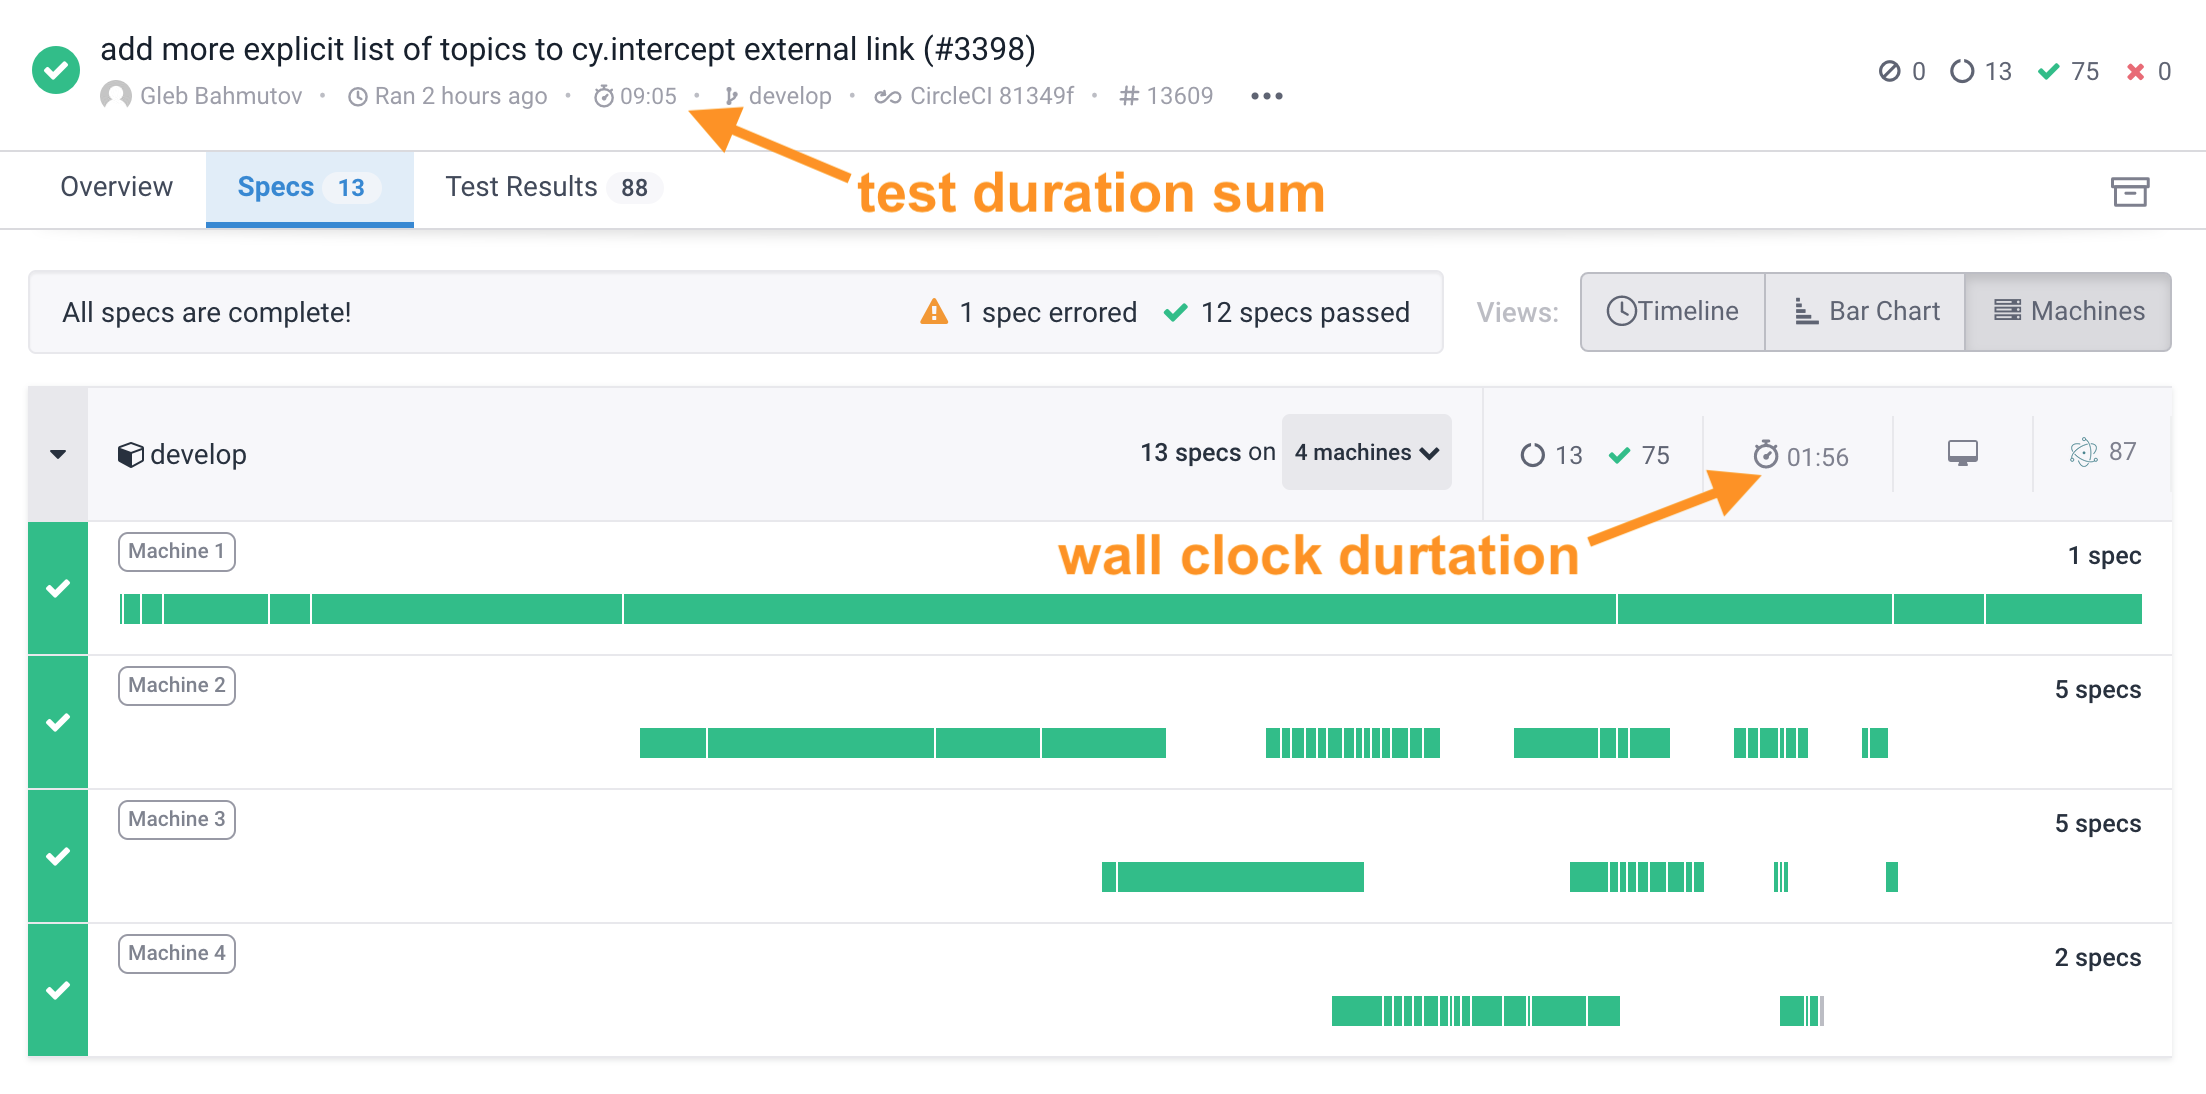 add more explicit list of topics to cy.intercept external link (#3398)
0 13 75 0
Gleb Bahmutov • Ran 2 hours ago • 09:05 • develop • CircleCI 81349f • # 13609 •••
Overview Specs 13 Test Results 88
test duration sum
All specs are complete! 1 spec errored 12 specs passed
Views: Timeline Bar Chart Machines
develop 13 specs on 4 machines 13 75 01:56 87
wall clock durtation
Machine 1 1 spec
Machine 2 5 specs
Machine 3 5 specs
Machine 4 2 specs